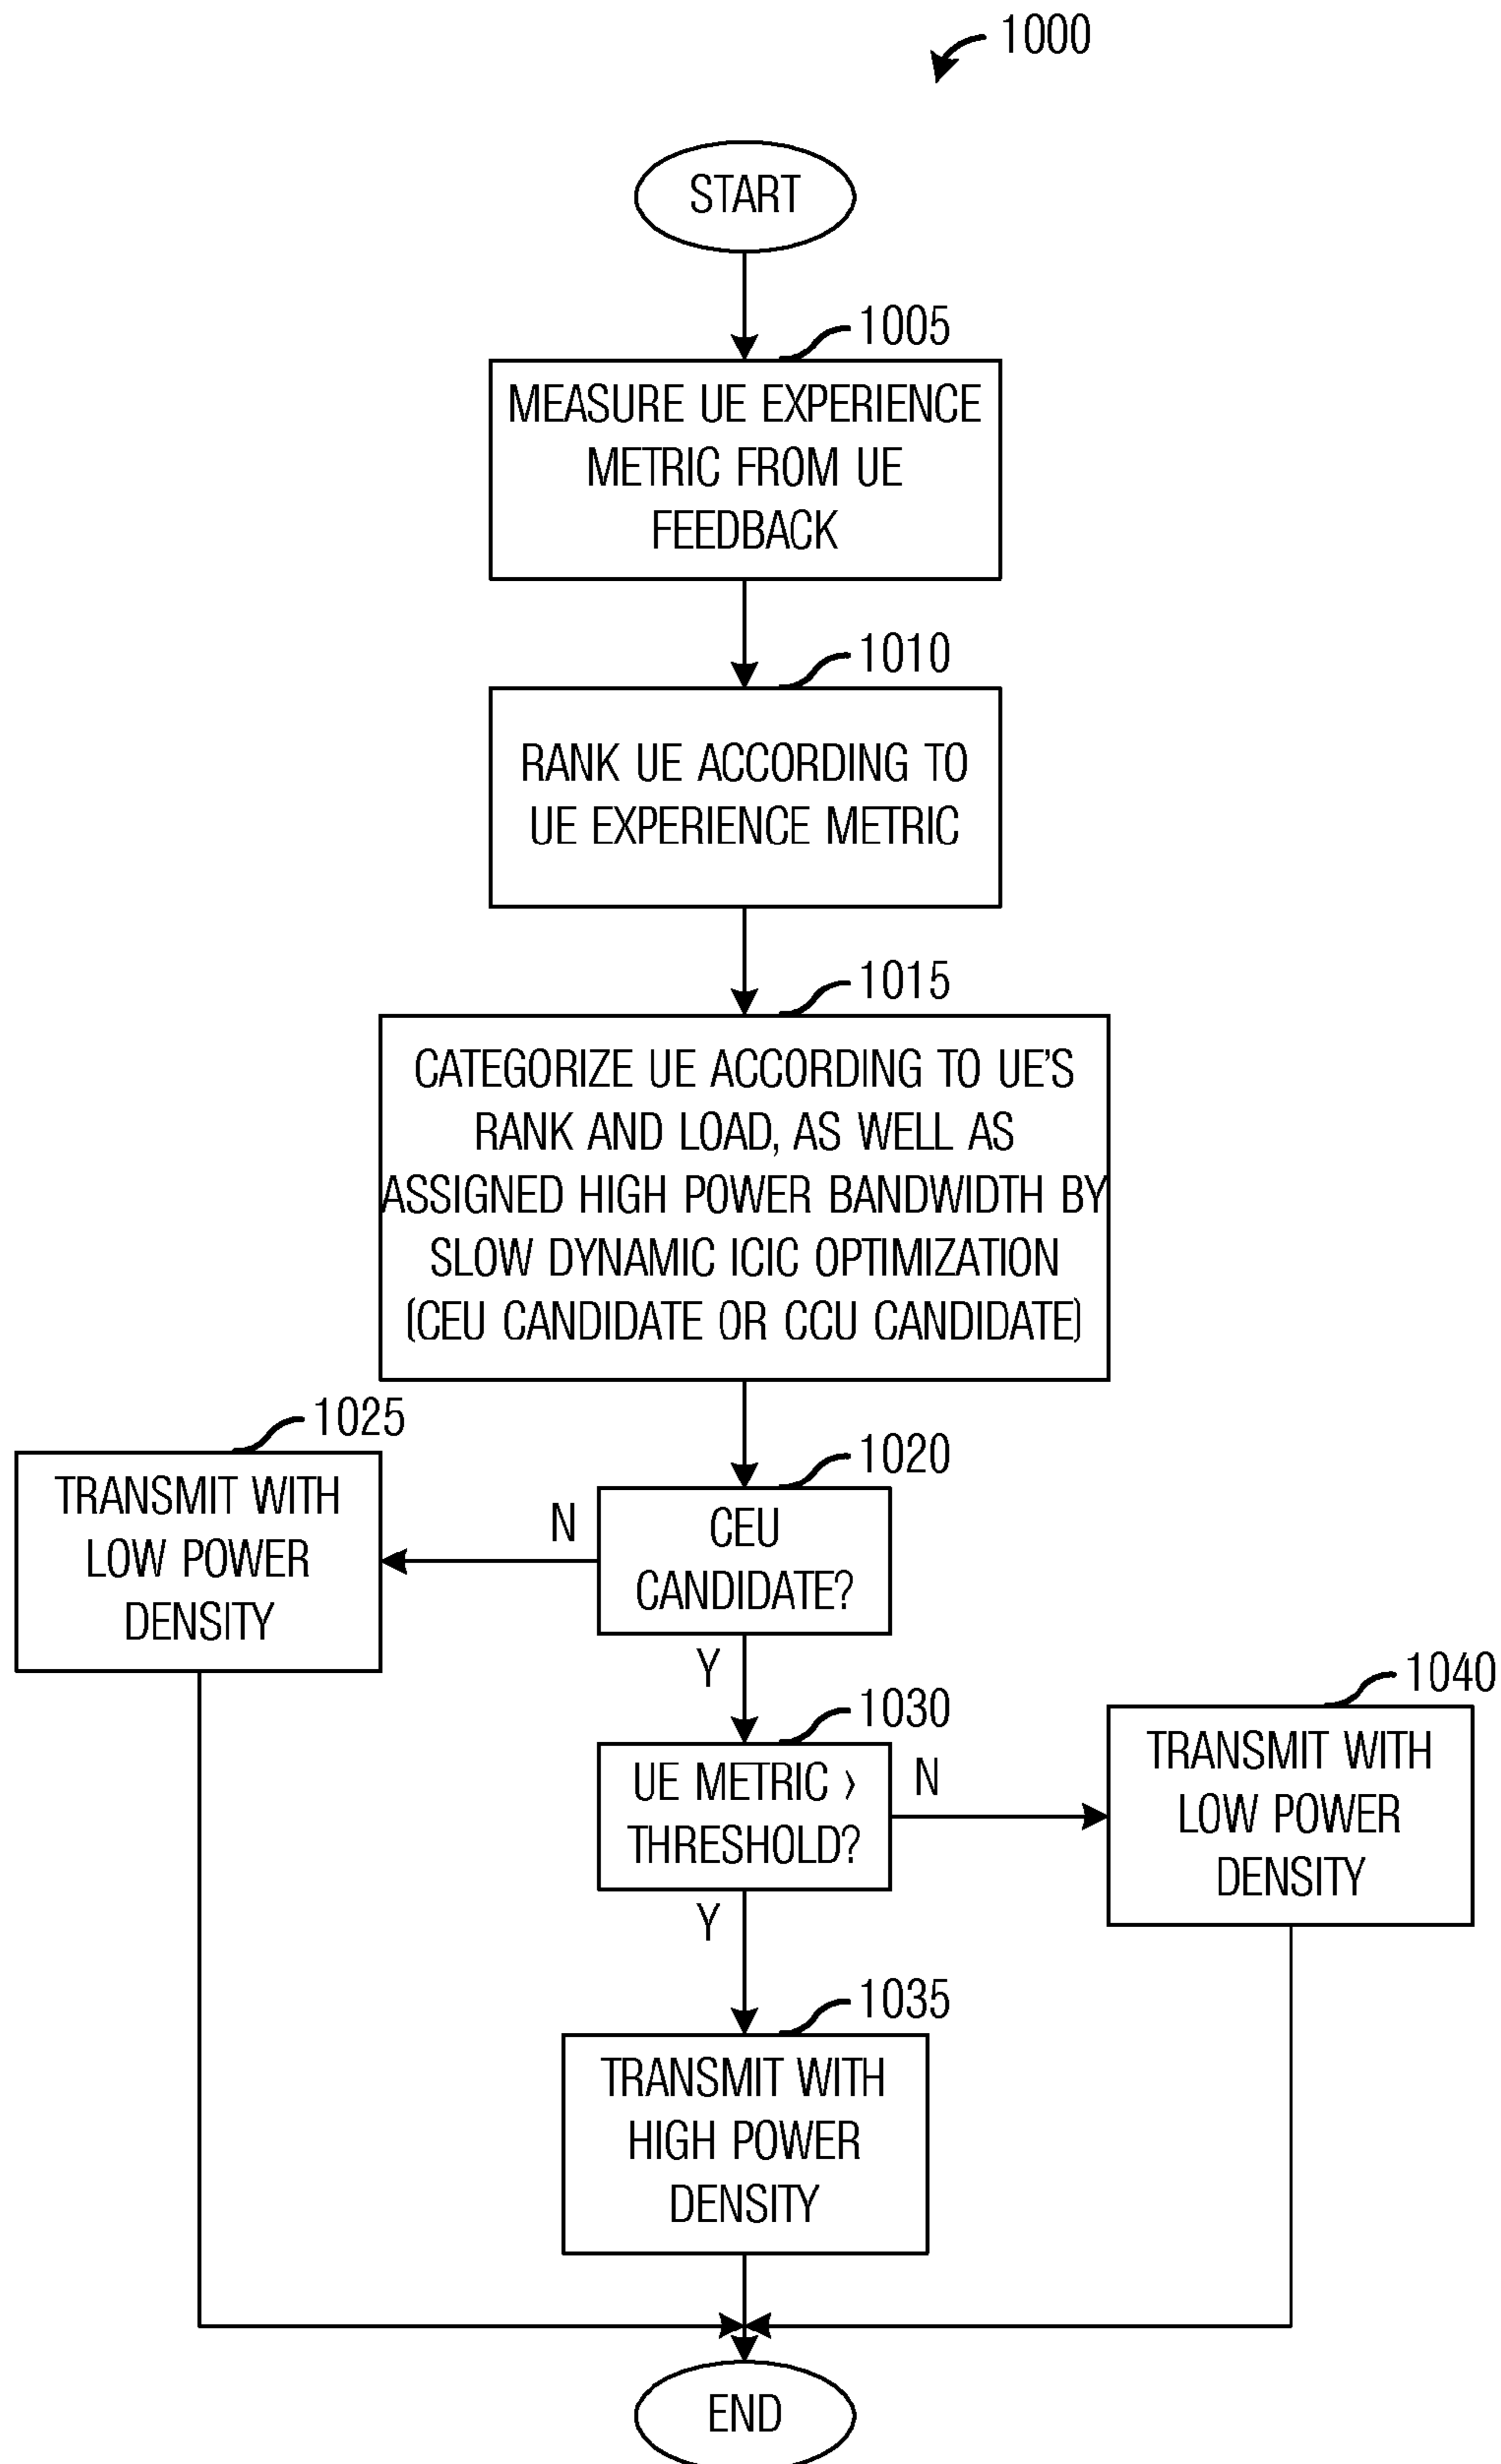 1000
START
1005
MEASURE UE EXPERIENCE
METRIC FROM UE
FEEDBACK
1010
RANK UE ACCORDING TO
UE EXPERIENCE METRIC
1015
CATEGORIZE UE ACCORDING TO UE'S
RANK AND LOAD, AS WELL AS
ASSIGNED HIGH POWER BANDWIDTH BY
SLOW DYNAMIC ICIC OPTIMIZATION
(CEU CANDIDATE OR CCU CANDIDATE)
1025
TRANSMIT WITH
LOW POWER
DENSITY
N
1020
CEU
CANDIDATE?
Y
1030
UE METRIC >
THRESHOLD?
N
1040
TRANSMIT WITH
LOW POWER
DENSITY
Y
1035
TRANSMIT WITH
HIGH POWER
DENSITY
END